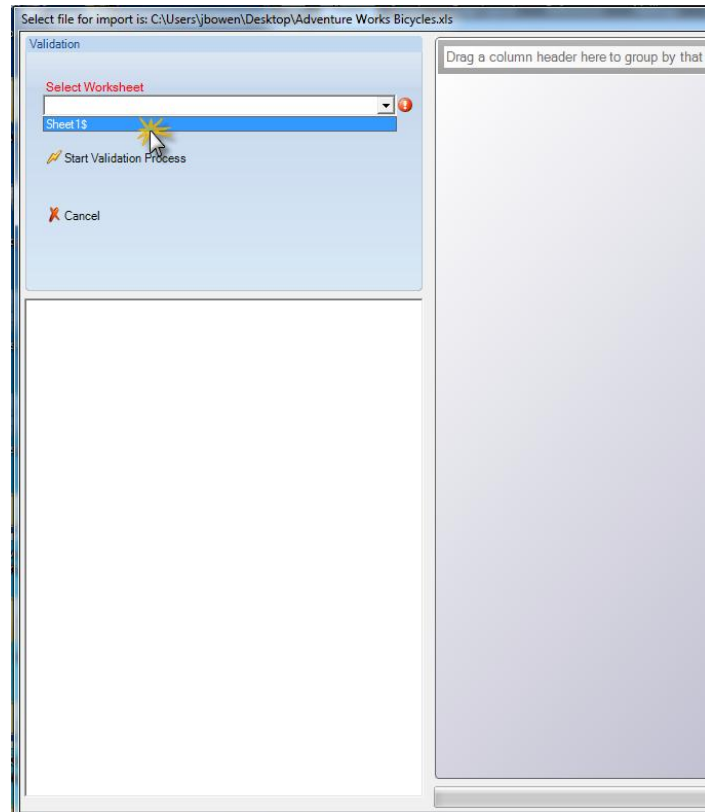 Select file for import is: C:\Users\jbowen\Desktop\Adventure Works Bicycles.xls
Validation
Drag a column header here to group by that
Select Worksheet
Sheet1$
Start Validation Process
Cancel